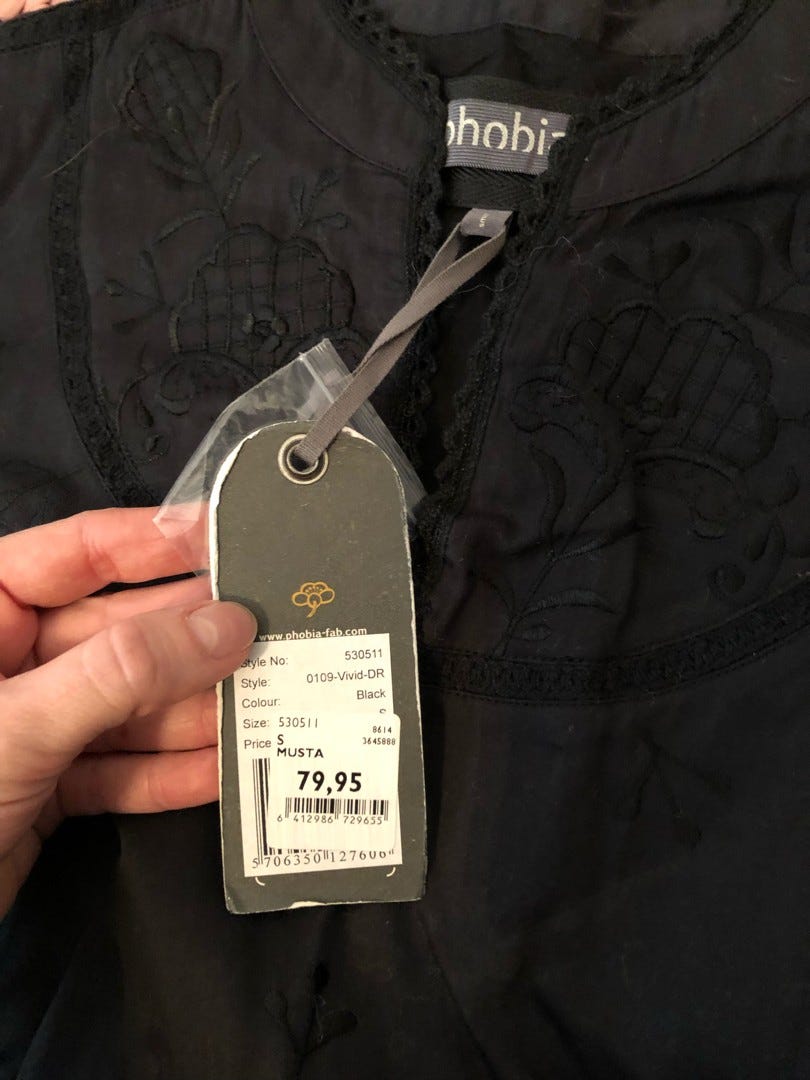 phobia
www.phobia-fab.com
Style No: 530511
Style: 0109-Vivid-DR
Colour: Black
Size: S
Price
530511
8614
S 3645888
MUSTA
79,95
6 412986 729655
5 706350 127606